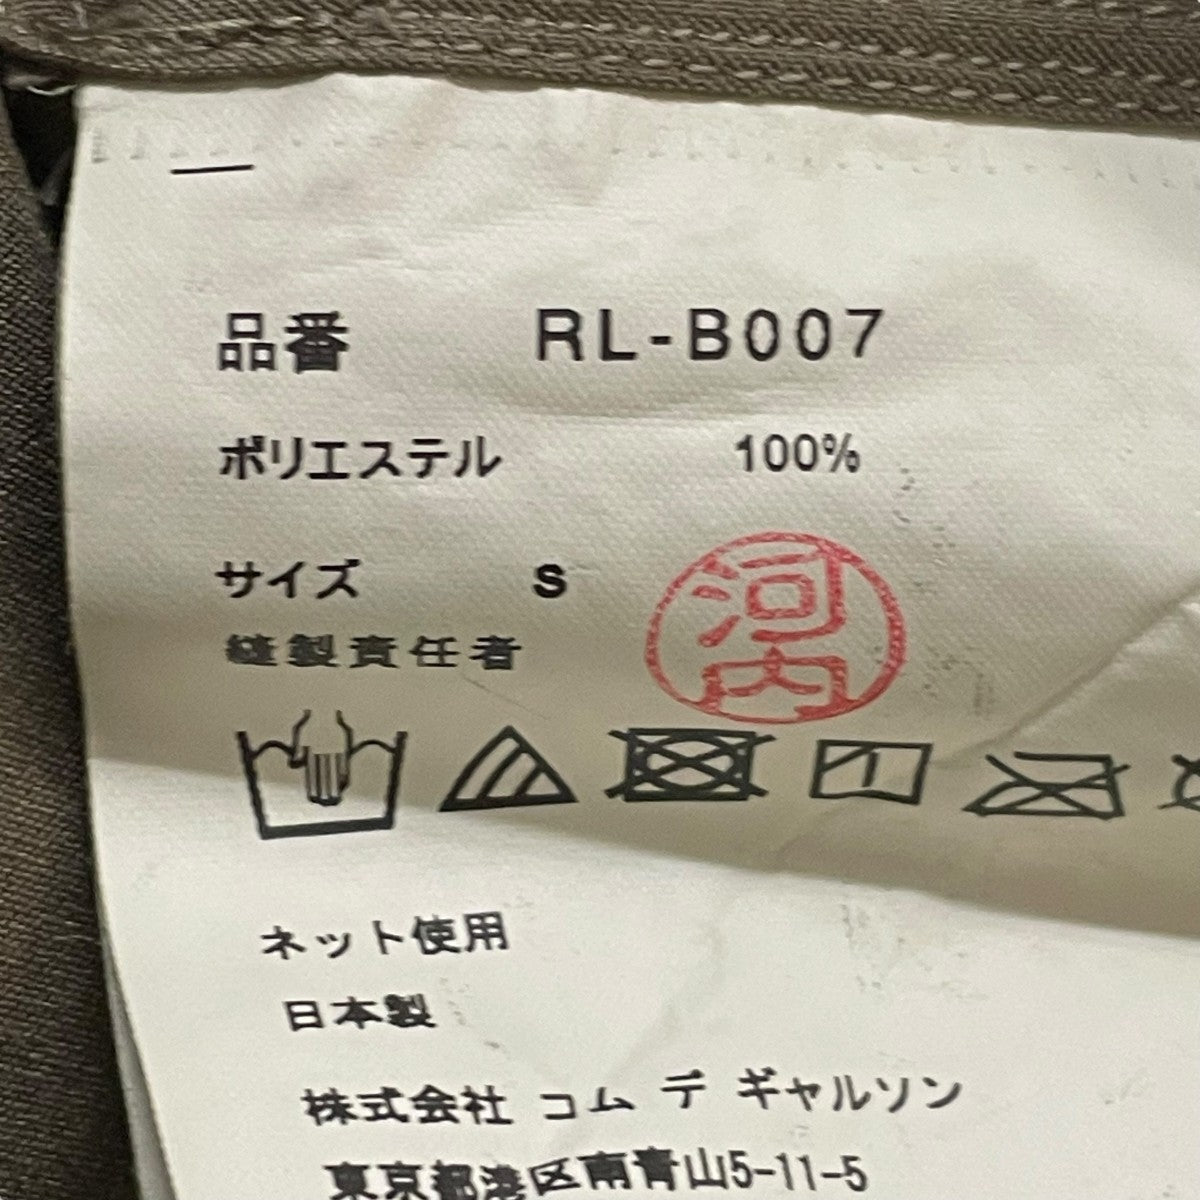 品番 RL-B007
ポリエステル 100%
サイズ S
河内
縫製責任者
ネット使用
日本製
株式会社 コム デ ギャルソン
東京都港区南青山5-11-5